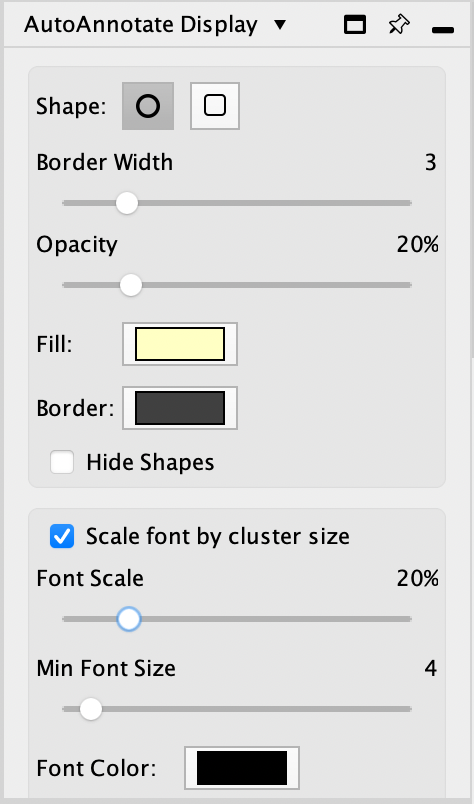 AutoAnnotate Display
Shape:
Border Width 3
Opacity 20%
Fill:
Border:
Hide Shapes
Scale font by cluster size
Font Scale 20%
Min Font Size 4
Font Color: